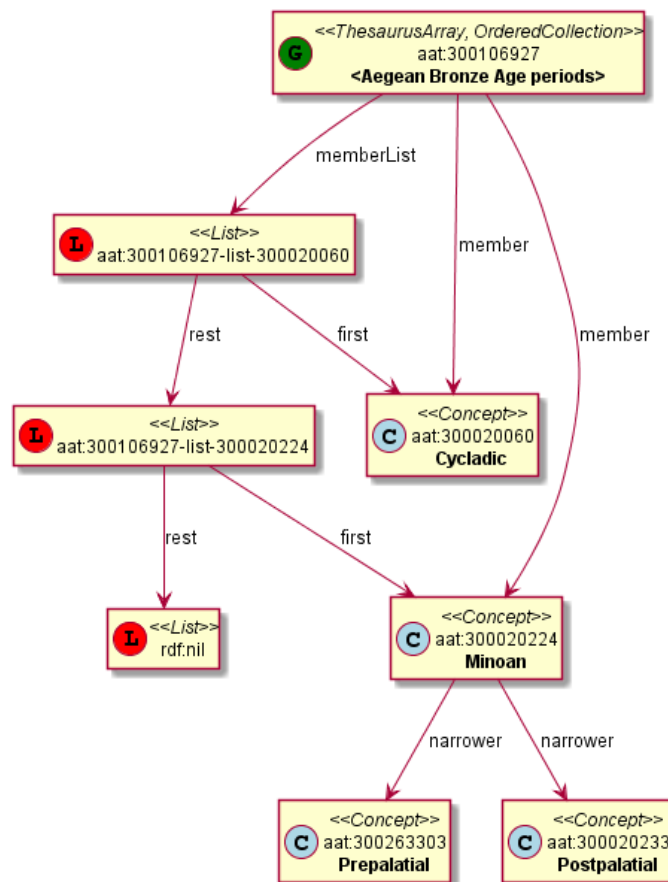 <<ThesaurusArray, OrderedCollection>>
G
aat:300106927
<Aegean Bronze Age periods>
memberList
<<List>>
L
aat:300106927-list-300020060
member
member
rest
first
<<List>>
L
aat:300106927-list-300020224
<<Concept>>
C
aat:300020060
Cycladic
rest
first
<<List>>
L
rdf:nil
<<Concept>>
C
aat:300020224
Minoan
narrower
narrower
<<Concept>>
C
aat:300263303
Prepalatial
<<Concept>>
C
aat:300020233
Postpalatial